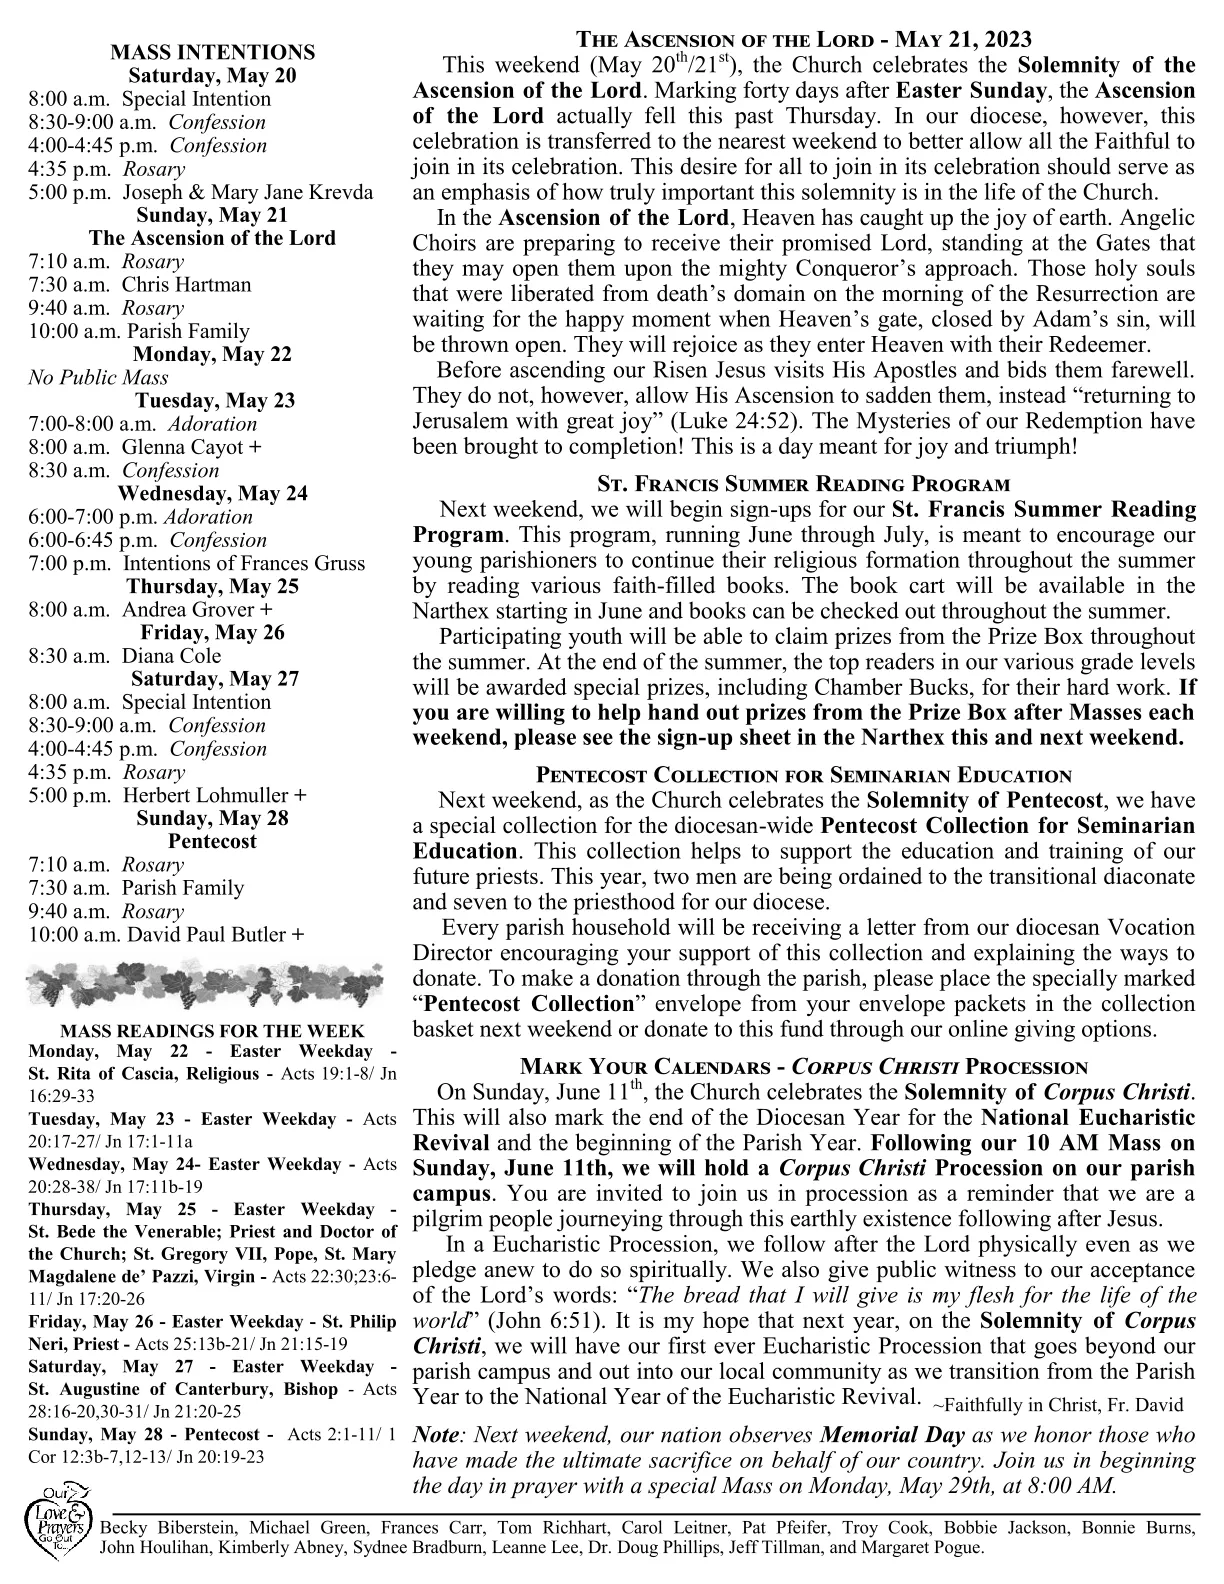 MASS INTENTIONS
Saturday, May 20
8:00 a.m.  Special Intention
8:30-9:00 a.m.  Confession
4:00-4:45 p.m.  Confession
4:35 p.m.  Rosary
5:00 p.m.  Joseph & Mary Jane Krevda
Sunday, May 21
The Ascension of the Lord
7:10 a.m.  Rosary
7:30 a.m.  Chris Hartman
9:40 a.m.  Rosary
10:00 a.m. Parish Family
Monday, May 22
No Public Mass
Tuesday, May 23
7:00-8:00 a.m.  Adoration
8:00 a.m.  Glenna Cayot +
8:30 a.m.  Confession
Wednesday, May 24
6:00-7:00 p.m. Adoration
6:00-6:45 p.m.  Confession
7:00 p.m.  Intentions of Frances Gruss
Thursday, May 25
8:00 a.m.  Andrea Grover +
Friday, May 26
8:30 a.m.  Diana Cole
Saturday, May 27
8:00 a.m.  Special Intention
8:30-9:00 a.m.  Confession
4:00-4:45 p.m.  Confession
4:35 p.m.  Rosary
5:00 p.m.  Herbert Lohmuller +
Sunday, May 28
Pentecost
7:10 a.m.  Rosary
7:30 a.m.  Parish Family
9:40 a.m.  Rosary
10:00 a.m. David Paul Butler +
MASS READINGS FOR THE WEEK
Monday, May 22 - Easter Weekday -
St. Rita of Cascia, Religious - Acts 19:1-8/ Jn
16:29-33
Tuesday, May 23 - Easter Weekday - Acts
20:17-27/ Jn 17:1-11a
Wednesday, May 24- Easter Weekday - Acts
20:28-38/ Jn 17:11b-19
Thursday, May 25 - Easter Weekday -
St. Bede the Venerable; Priest and Doctor of
the Church; St. Gregory VII, Pope, St. Mary
Magdalene de’ Pazzi, Virgin - Acts 22:30;23:6-
11/ Jn 17:20-26
Friday, May 26 - Easter Weekday - St. Philip
Neri, Priest - Acts 25:13b-21/ Jn 21:15-19
Saturday, May 27 - Easter Weekday -
St. Augustine of Canterbury, Bishop - Acts
28:16-20,30-31/ Jn 21:20-25
Sunday, May 28 - Pentecost -  Acts 2:1-11/ 1
Cor 12:3b-7,12-13/ Jn 20:19-23
The Ascension of the Lord - May 21, 2023
This weekend (May 20th/21st), the Church celebrates the Solemnity of the
Ascension of the Lord. Marking forty days after Easter Sunday, the Ascension
of the Lord actually fell this past Thursday. In our diocese, however, this
celebration is transferred to the nearest weekend to better allow all the Faithful to
join in its celebration. This desire for all to join in its celebration should serve as
an emphasis of how truly important this solemnity is in the life of the Church.
In the Ascension of the Lord, Heaven has caught up the joy of earth. Angelic
Choirs are preparing to receive their promised Lord, standing at the Gates that
they may open them upon the mighty Conqueror’s approach. Those holy souls
that were liberated from death’s domain on the morning of the Resurrection are
waiting for the happy moment when Heaven’s gate, closed by Adam’s sin, will
be thrown open. They will rejoice as they enter Heaven with their Redeemer.
Before ascending our Risen Jesus visits His Apostles and bids them farewell.
They do not, however, allow His Ascension to sadden them, instead “returning to
Jerusalem with great joy” (Luke 24:52). The Mysteries of our Redemption have
been brought to completion! This is a day meant for joy and triumph!
St. Francis Summer Reading Program
Next weekend, we will begin sign-ups for our St. Francis Summer Reading
Program. This program, running June through July, is meant to encourage our
young parishioners to continue their religious formation throughout the summer
by reading various faith-filled books. The book cart will be available in the
Narthex starting in June and books can be checked out throughout the summer.
Participating youth will be able to claim prizes from the Prize Box throughout
the summer. At the end of the summer, the top readers in our various grade levels
will be awarded special prizes, including Chamber Bucks, for their hard work. If
you are willing to help hand out prizes from the Prize Box after Masses each
weekend, please see the sign-up sheet in the Narthex this and next weekend.
Pentecost Collection for Seminarian Education
Next weekend, as the Church celebrates the Solemnity of Pentecost, we have
a special collection for the diocesan-wide Pentecost Collection for Seminarian
Education. This collection helps to support the education and training of our
future priests. This year, two men are being ordained to the transitional diaconate
and seven to the priesthood for our diocese.
Every parish household will be receiving a letter from our diocesan Vocation
Director encouraging your support of this collection and explaining the ways to
donate. To make a donation through the parish, please place the specially marked
“Pentecost Collection” envelope from your envelope packets in the collection
basket next weekend or donate to this fund through our online giving options.
Mark Your Calendars - Corpus Christi Procession
On Sunday, June 11th, the Church celebrates the Solemnity of Corpus Christi.
This will also mark the end of the Diocesan Year for the National Eucharistic
Revival and the beginning of the Parish Year. Following our 10 AM Mass on
Sunday, June 11th, we will hold a Corpus Christi Procession on our parish
campus. You are invited to join us in procession as a reminder that we are a
pilgrim people journeying through this earthly existence following after Jesus.
In a Eucharistic Procession, we follow after the Lord physically even as we
pledge anew to do so spiritually. We also give public witness to our acceptance
of the Lord’s words: “The bread that I will give is my flesh for the life of the
world” (John 6:51). It is my hope that next year, on the Solemnity of Corpus
Christi, we will have our first ever Eucharistic Procession that goes beyond our
parish campus and out into our local community as we transition from the Parish
Year to the National Year of the Eucharistic Revival. ~Faithfully in Christ, Fr. David
Note: Next weekend, our nation observes Memorial Day as we honor those who
have made the ultimate sacrifice on behalf of our country. Join us in beginning
the day in prayer with a special Mass on Monday, May 29th, at 8:00 AM.
Our
Love &
Prayers
Go Out
To...
Becky Biberstein, Michael Green, Frances Carr, Tom Richhart, Carol Leitner, Pat Pfeifer, Troy Cook, Bobbie Jackson, Bonnie Burns,
John Houlihan, Kimberly Abney, Sydnee Bradburn, Leanne Lee, Dr. Doug Phillips, Jeff Tillman, and Margaret Pogue.